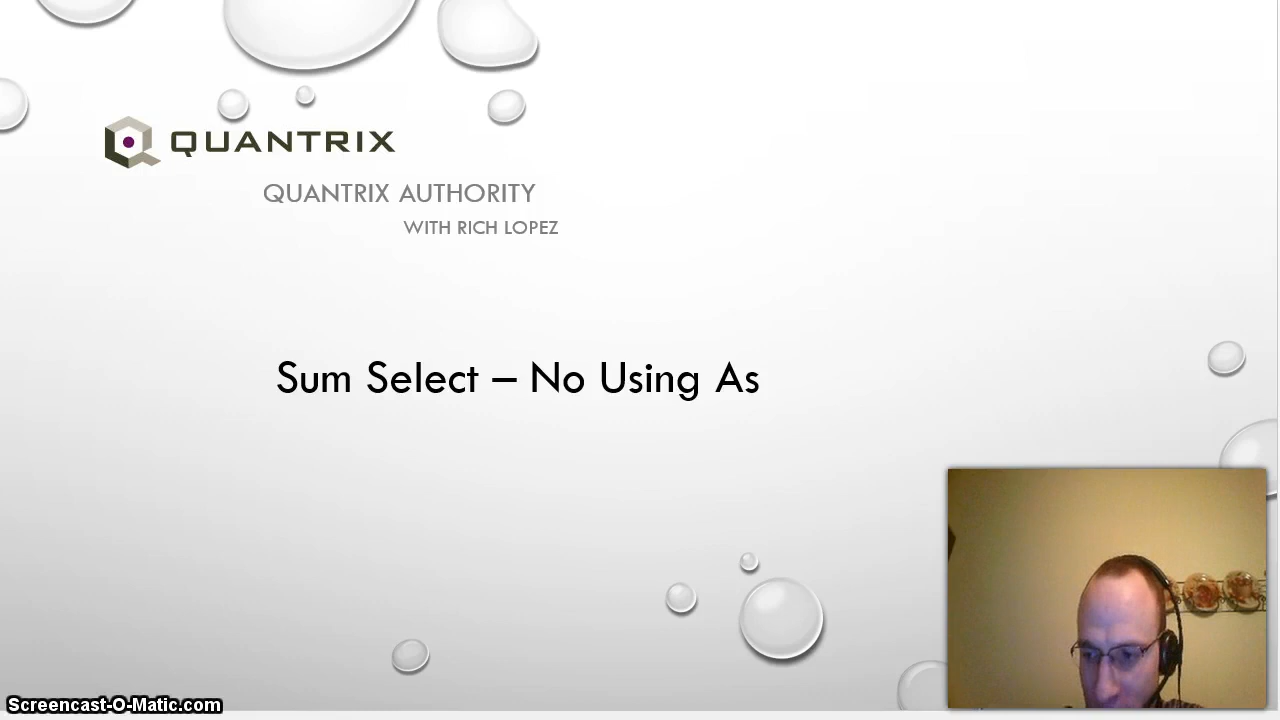 QUANTRIX
QUANTRIX AUTHORITY
WITH RICH LOPEZ
Sum Select – No Using As
Screencast-O-Matic.com